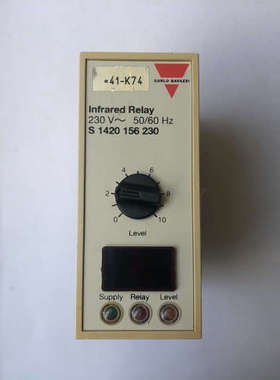 =41-K74
CARLO GAVAZZI
Infrared Relay
230 V~ 50/60 Hz
S 1420 156 230
4 6
2 8
0 10
Level
Supply Relay Level